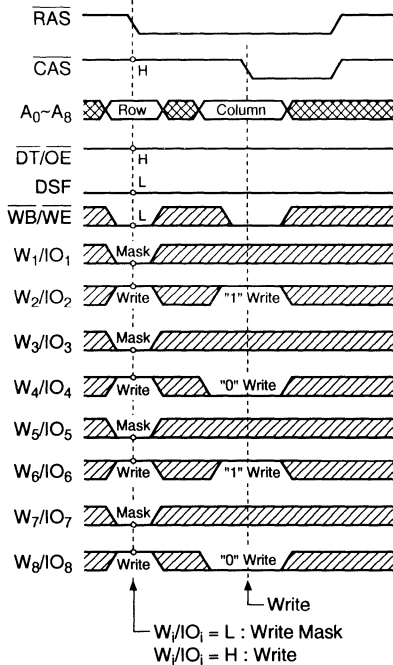 RAS
CAS H
A0~A8 Row Column
DT/OE H
DSF L
WB/WE L
W1/IO1 Mask
W2/IO2 Write "1" Write
W3/IO3 Mask
W4/IO4 Write "0" Write
W5/IO5 Mask
W6/IO6 Write "1" Write
W7/IO7 Mask
W8/IO8 Write "0" Write
Write
Wi/IOi = L : Write Mask
Wi/IOi = H : Write